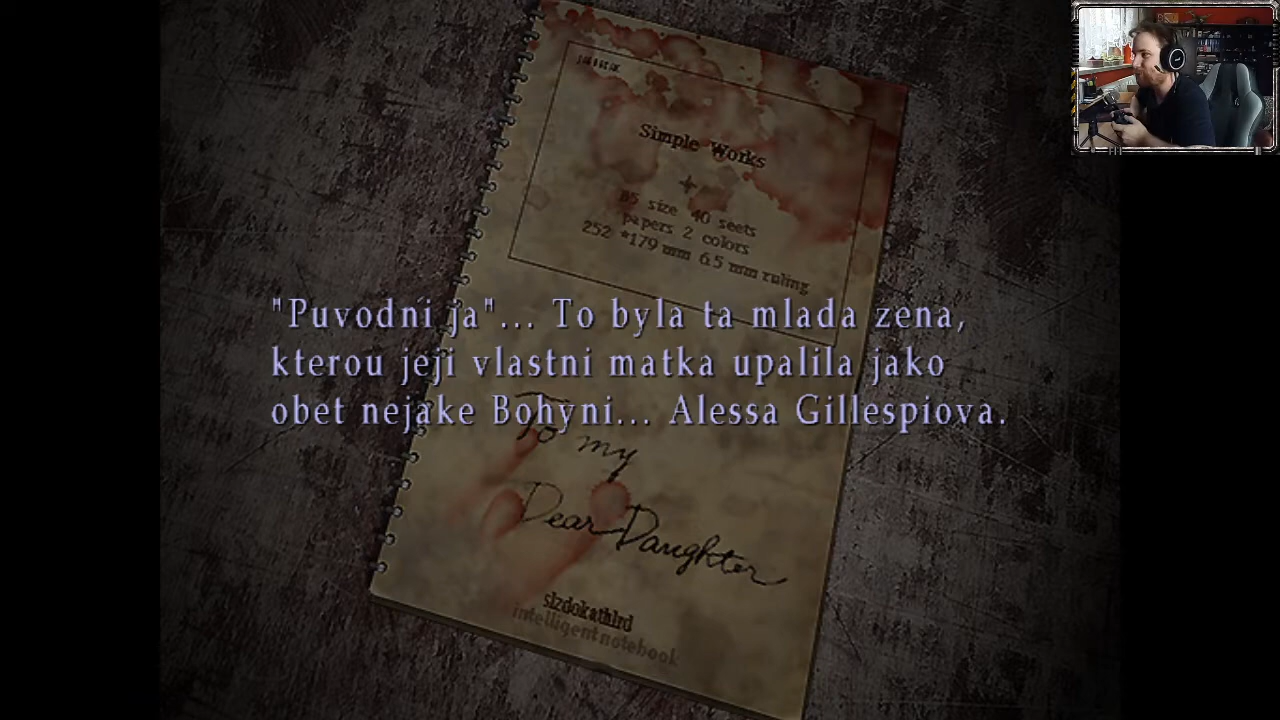 Simple Works
B5 size 40 seets
papers 2 colors
252 *179 mm 6.5 mm ruling
"Puvodni ja"... To byla ta mlada zena,
kterou jeji vlastni matka upalila jako
obet nejake Bohyni... Alessa Gillespiova.
To my
Dear Daughter
slzdokathlrd
intelligent notebook